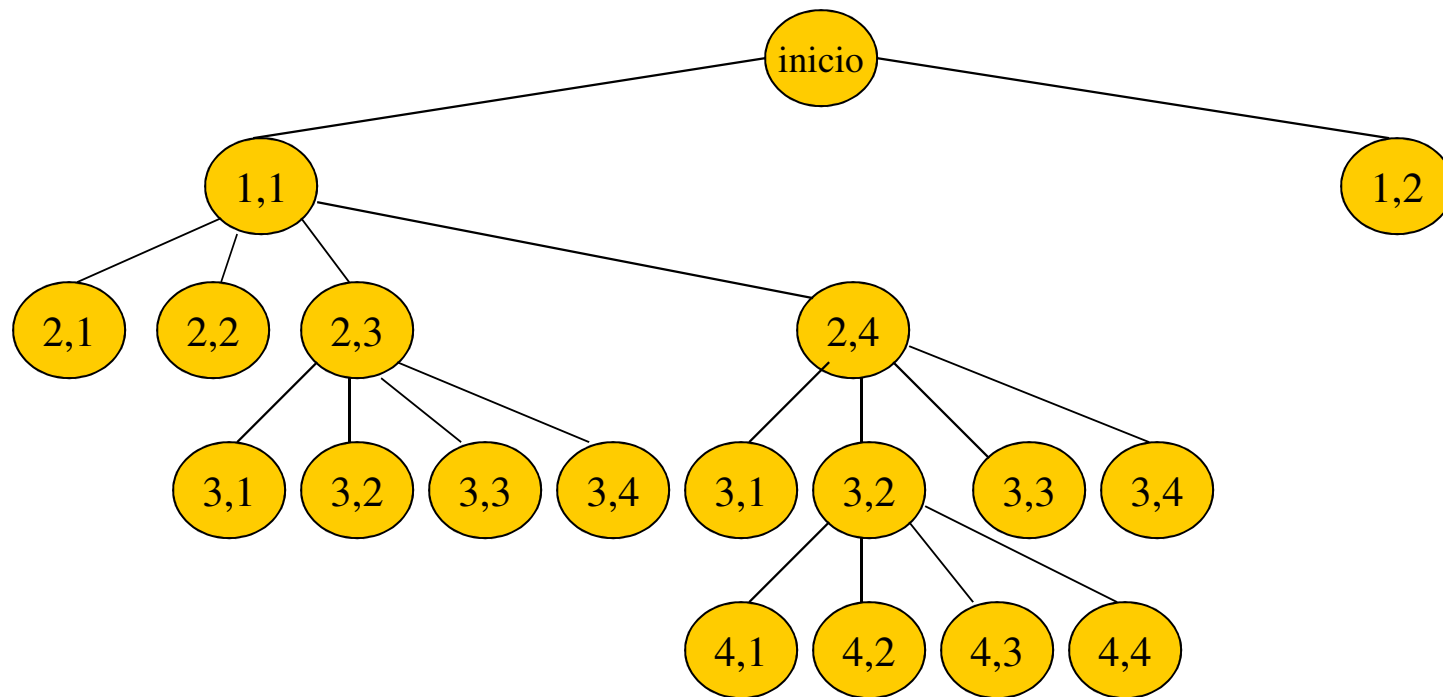 inicio
1,1 1,2
2,1 2,2 2,3 2,4
3,1 3,2 3,3 3,4 3,1 3,2 3,3 3,4
4,1 4,2 4,3 4,4